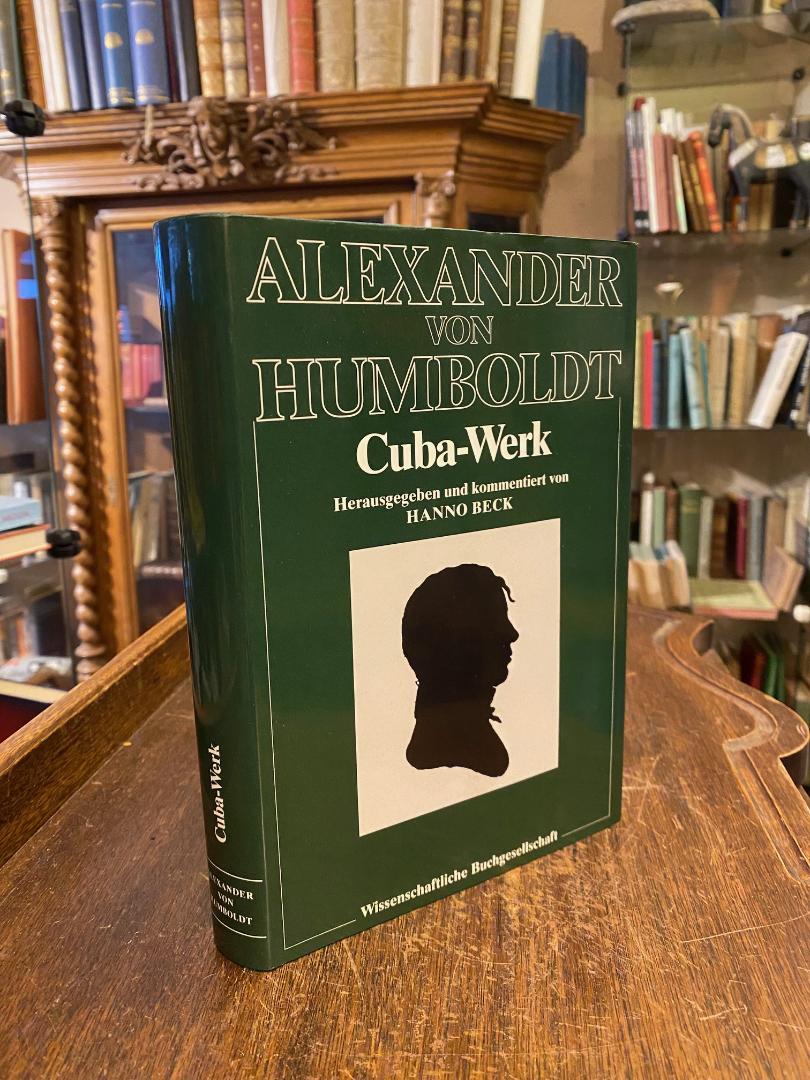 ALEXANDER
VON
HUMBOLDT
Cuba-Werk
Herausgegeben und kommentiert von
HANNO BECK
Wissenschaftliche Buchgesellschaft
Cuba-Werk
ALEXANDER
VON
HUMBOLDT